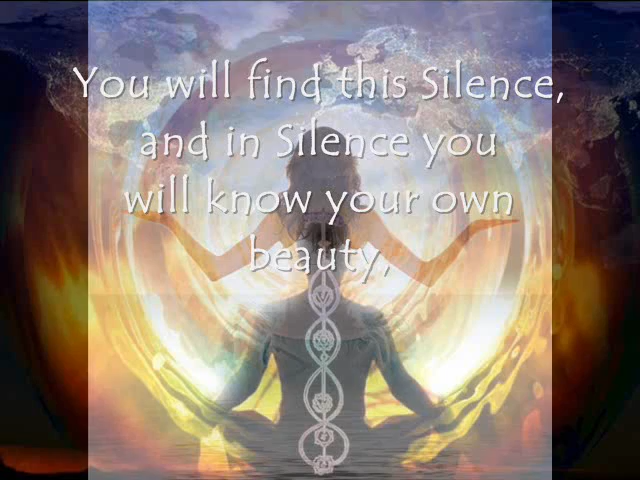 You will find this Silence,
and in Silence you
will know your own
beauty,